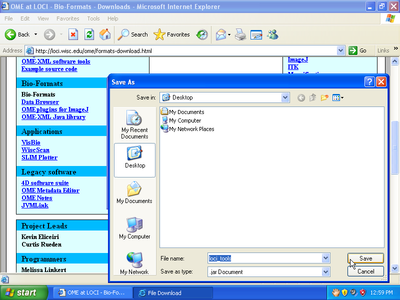 OME at LOCI - Bio-Formats - Downloads - Microsoft Internet Explorer
File Edit View Favorites Tools Help
Back Search Favorites
Address http://loci.wisc.edu/ome/formats-download.html Go Links
OME-XML software tools
Example source code
Bio-Formats
Bio-Formats
Data Browser
OME plugins for ImageJ
OME-XML Java library
Applications
VisBio
WiscScan
SLIM Plotter
Legacy software
4D software suite
OME Metadata Editor
OME Notes
JVMLink
Project Leads
Kevin Eliceiri
Curtis Rueden
Programmers
Melissa Linkert
ImageJ
ITK
Save As
Save in: Desktop
My Recent Documents
Desktop
My Documents
My Computer
My Network
My Documents
My Computer
My Network Places
File name: loci_tools Save
Save as type: jar Document Cancel
start OME at LOCI - Bio-Fo... File Download 12:59 PM